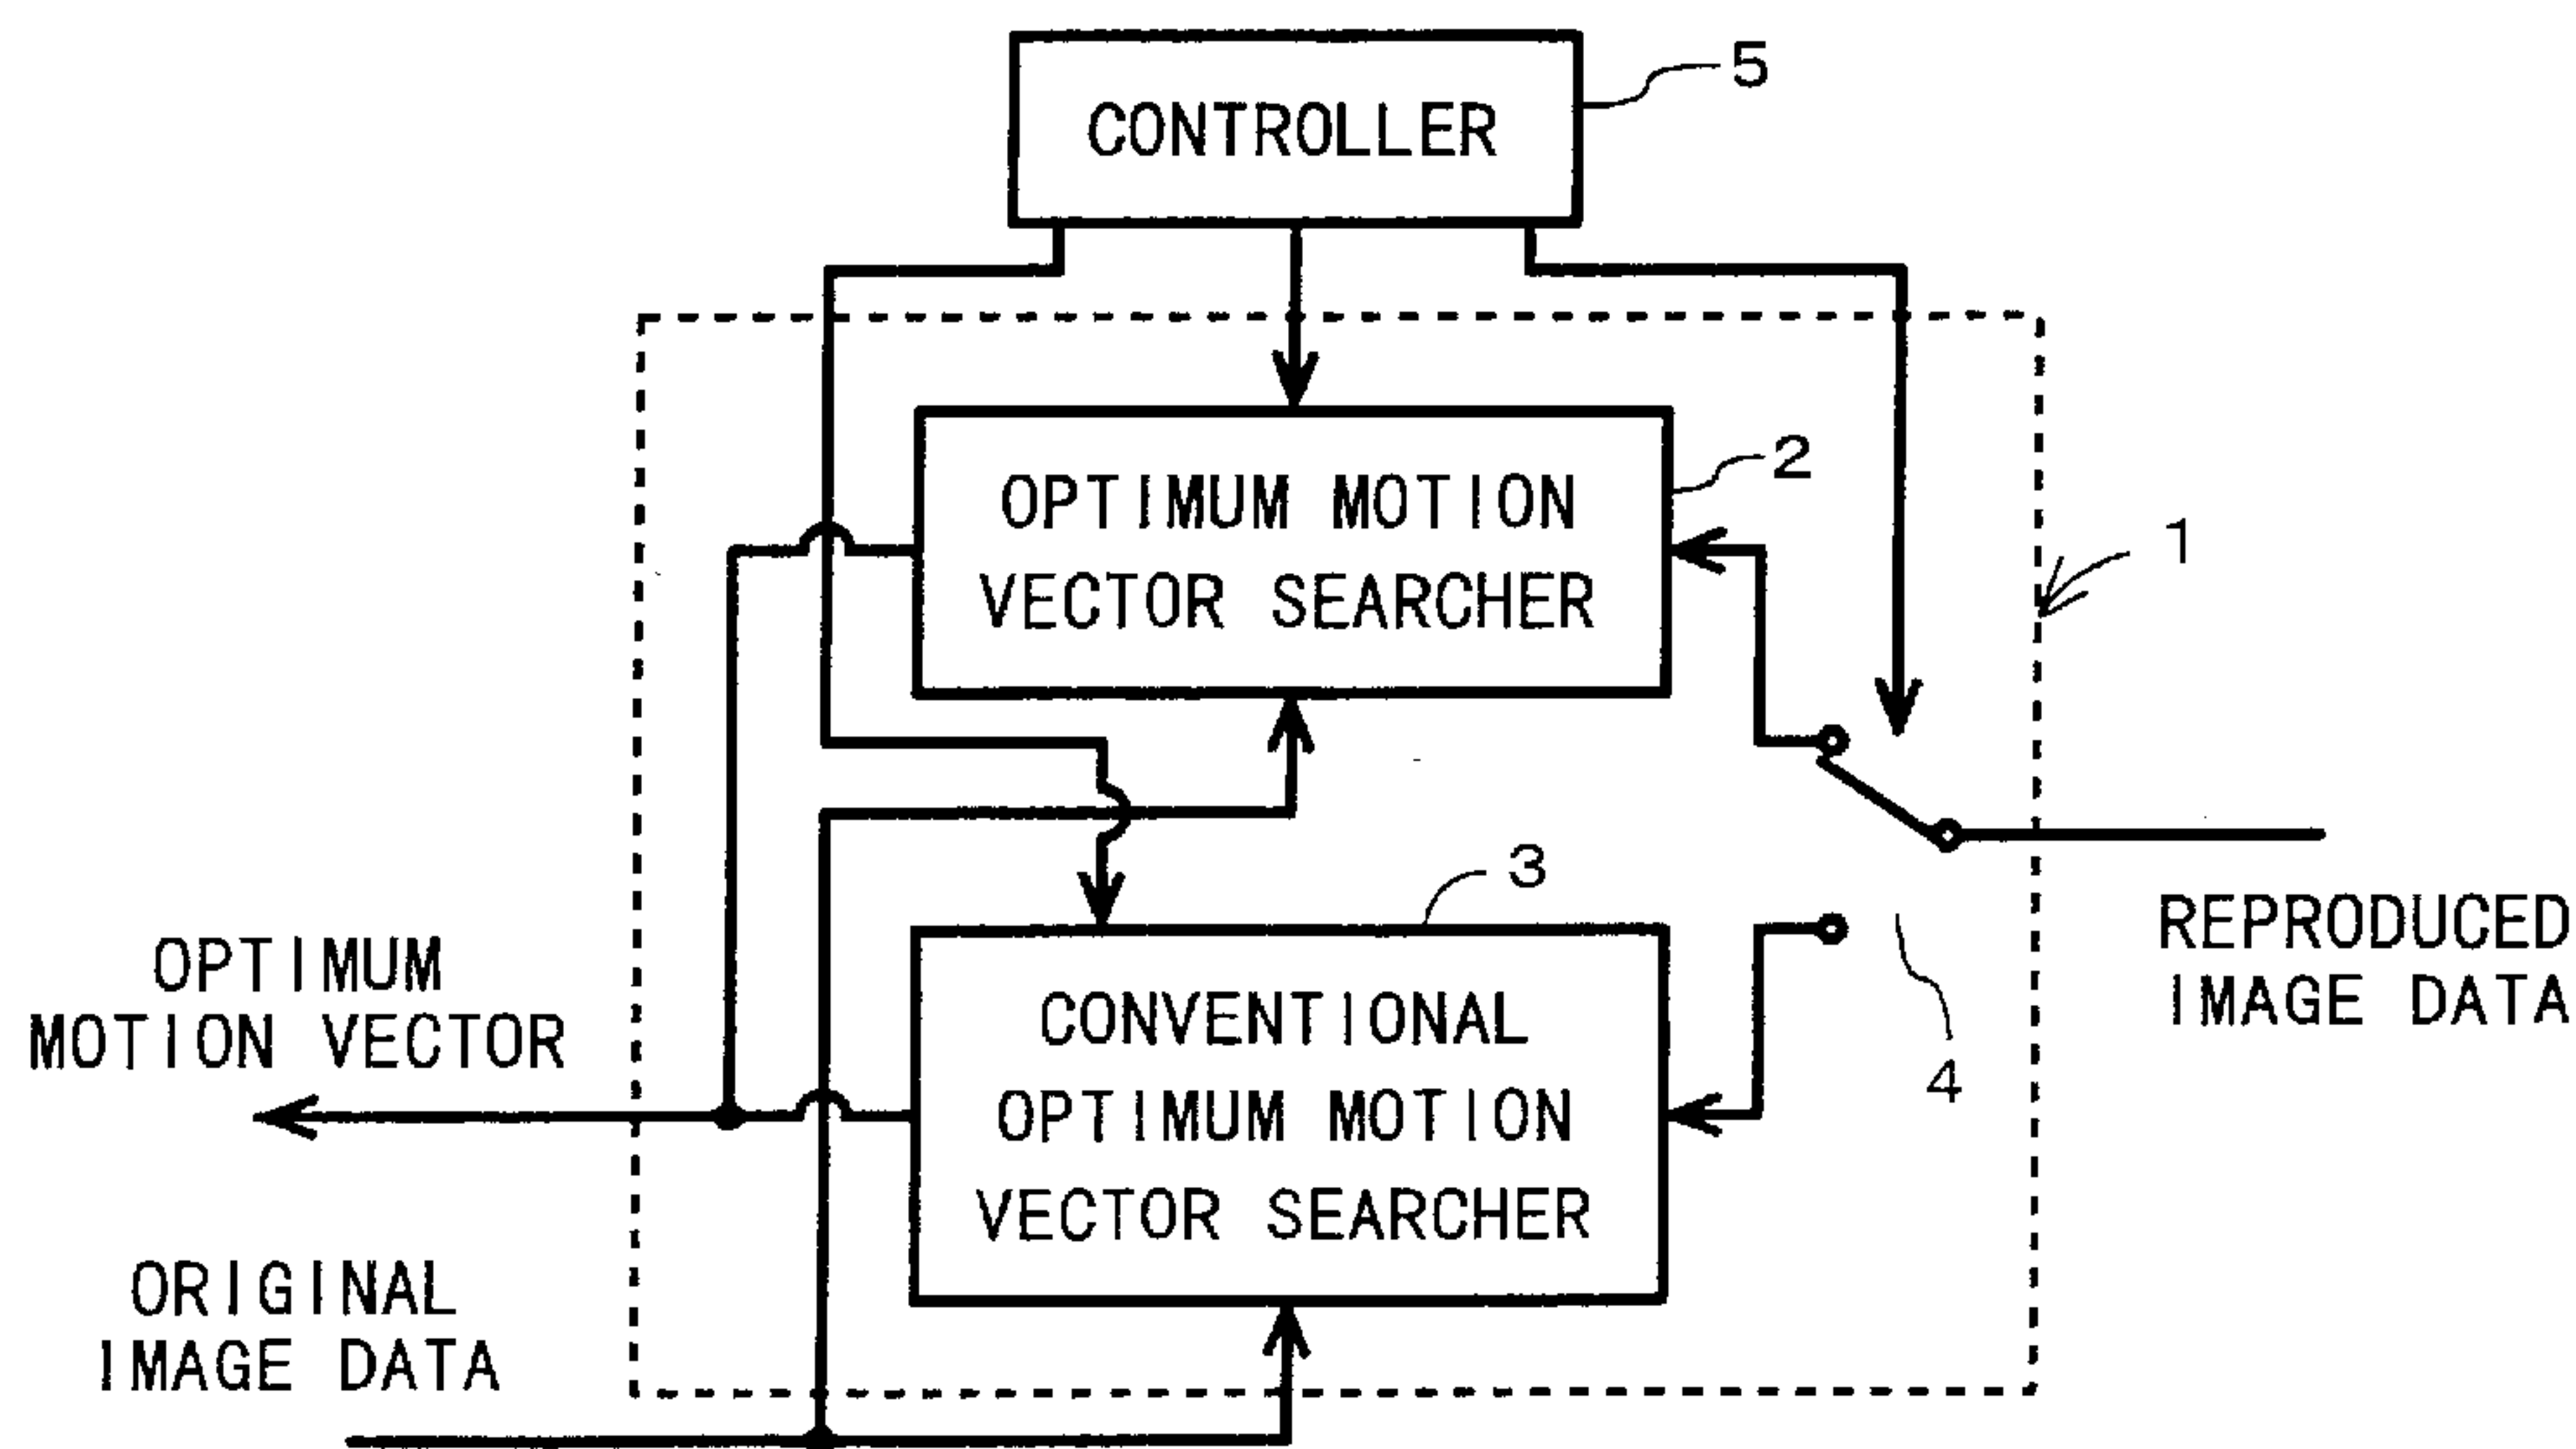 CONTROLLER
5
OPTIMUM MOTION
VECTOR SEARCHER
2
1
3
CONVENTIONAL
OPTIMUM MOTION
VECTOR SEARCHER
4
REPRODUCED
IMAGE DATA
OPTIMUM
MOTION VECTOR
ORIGINAL
IMAGE DATA